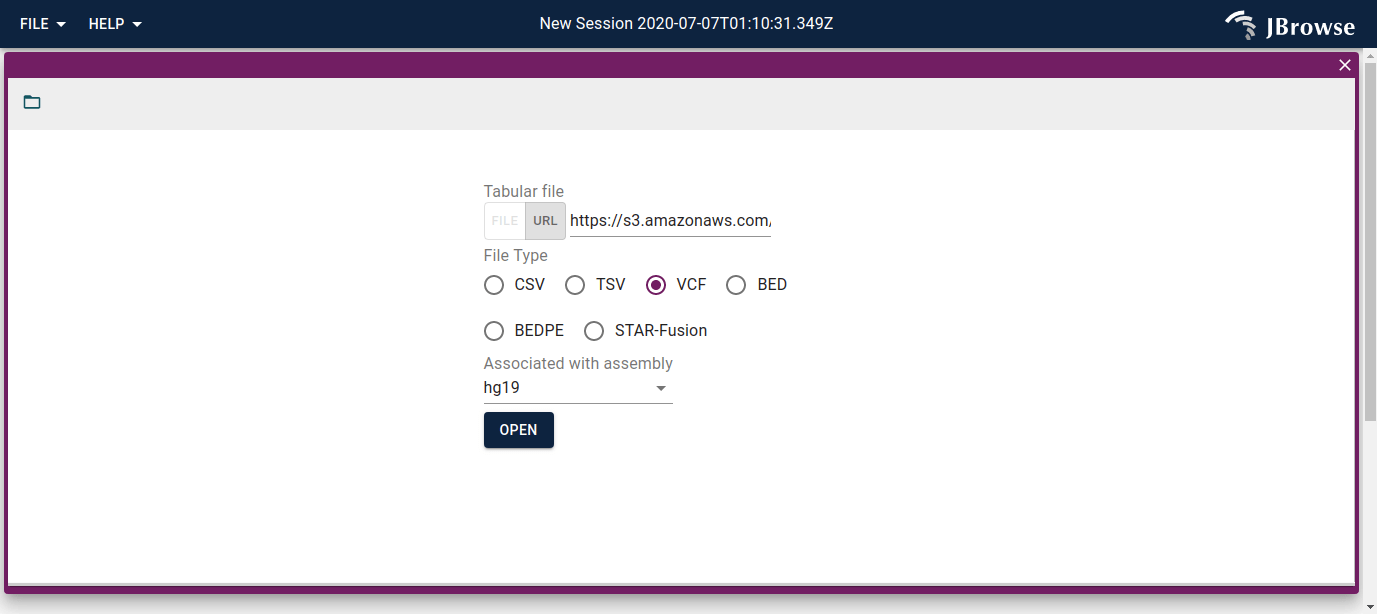 FILE HELP New Session 2020-07-07T01:10:31.349Z JBrowse
Tabular file
FILE URL https://s3.amazonaws.com/
File Type
CSV TSV VCF BED
BEDPE STAR-Fusion
Associated with assembly
hg19
OPEN